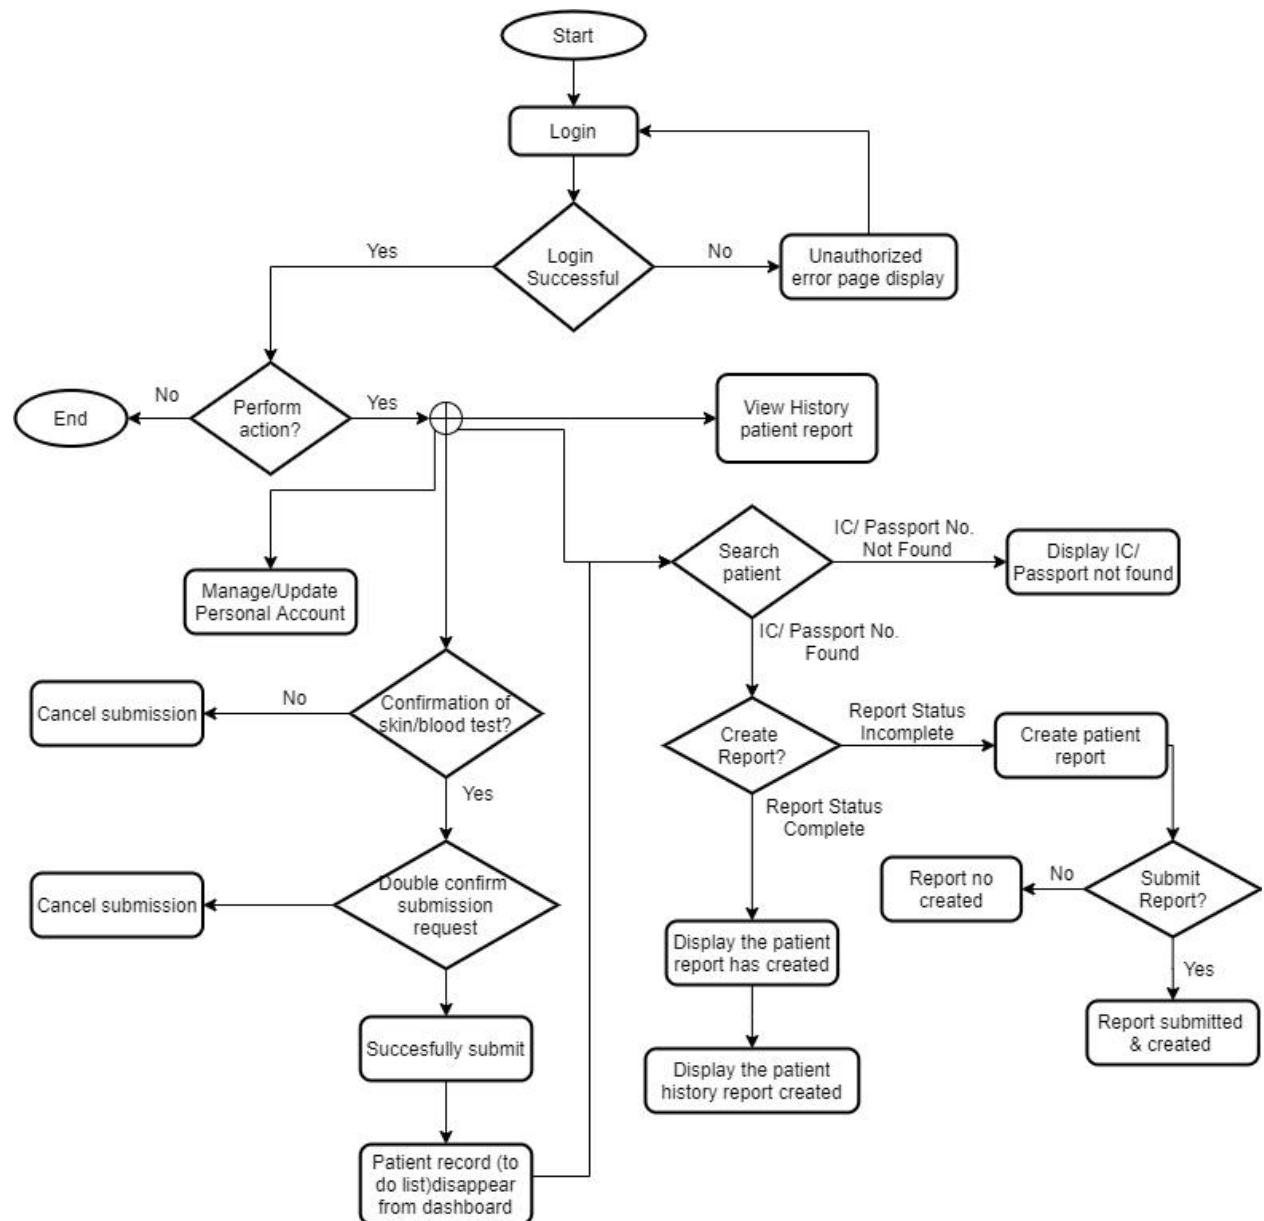 Start
Login
Yes
Login
Successful
No
Unauthorized
error page display
End
No
Perform
action?
Yes
View History
patient report
Manage/Update
Personal Account
Search
patient
IC/ Passport No.
Not Found
Display IC/
Passport not found
IC/ Passport No.
Found
Cancel submission
No
Confirmation of
skin/blood test?
Yes
Create
Report?
Report Status
Incomplete
Create patient
report
Report Status
Complete
Cancel submission
Double confirm
submission
request
Report no
created
No
Submit
Report?
Yes
Display the patient
report has created
Report submitted
& created
Succesfully submit
Display the patient
history report created
Patient record (to
do list)disappear
from dashboard